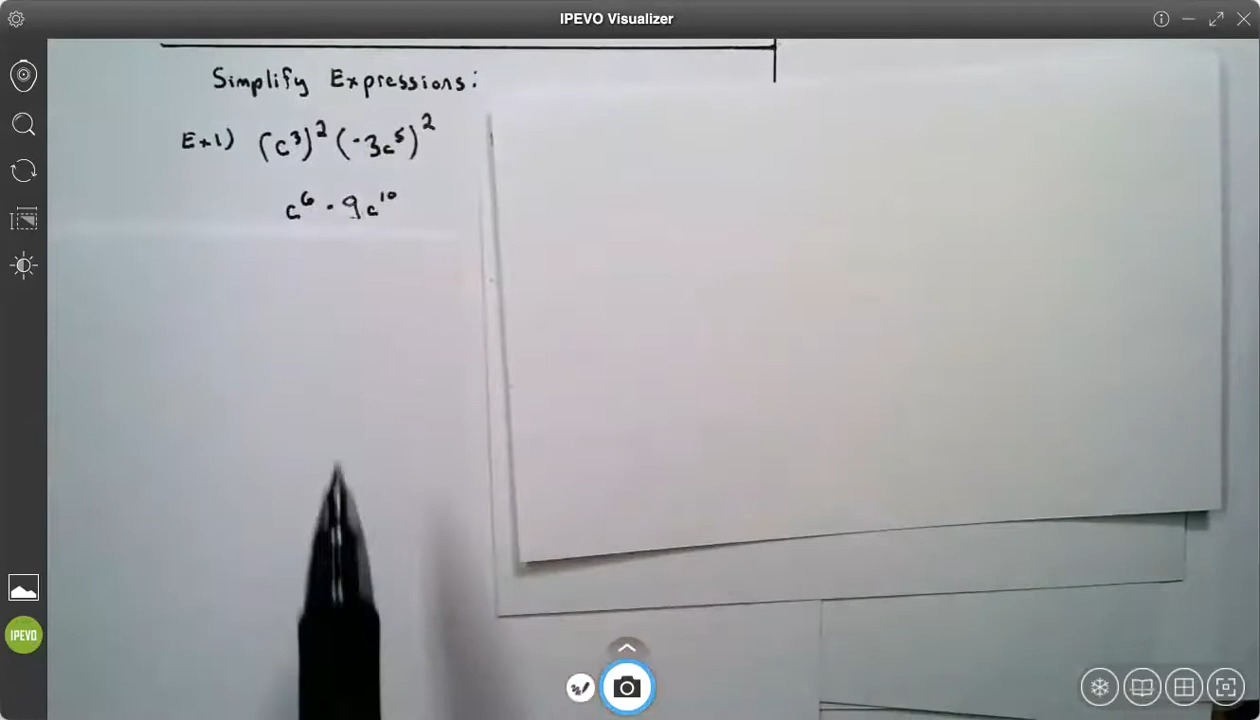 IPEVO Visualizer
Simplify Expressions:
Ex1) (c³)² (-3c⁵)²
c⁶ · 9c¹⁰
IPEVO